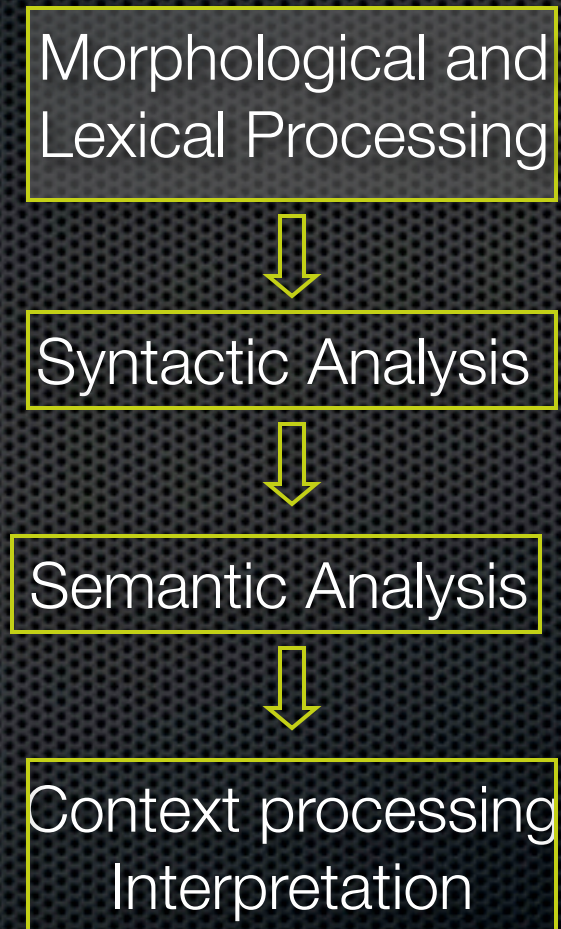 Morphological and
Lexical Processing
Syntactic Analysis
Semantic Analysis
Context processing
Interpretation